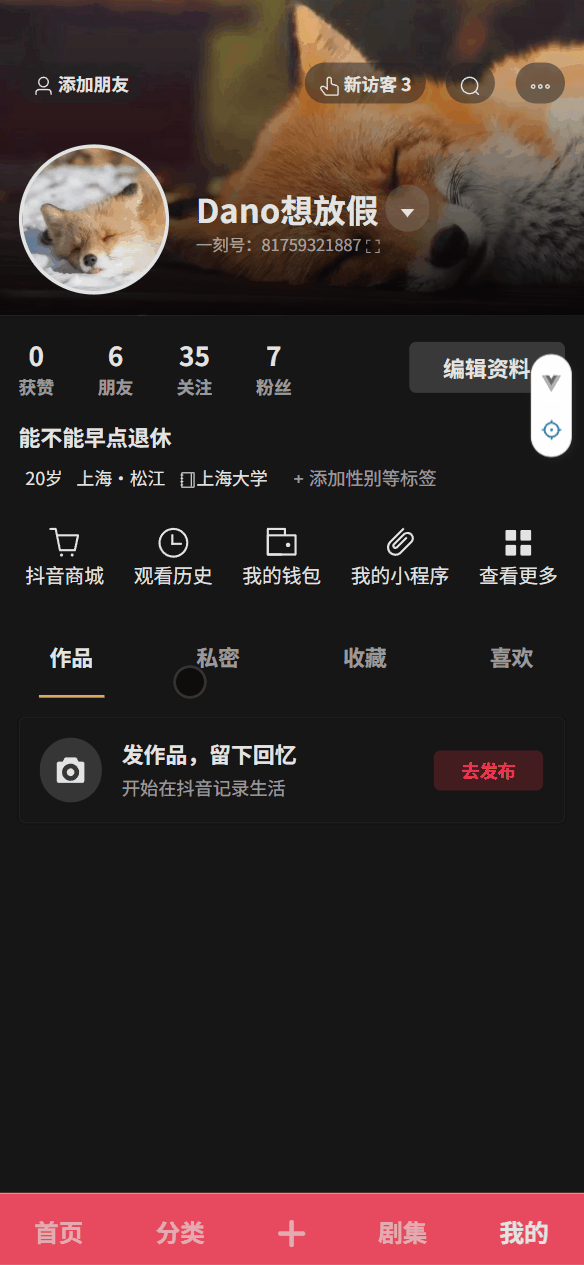 添加朋友 新访客 3
Dano想放假
一刻号：81759321887
0 6 35 7
获赞 朋友 关注 粉丝
编辑资料
能不能早点退休
20岁 上海·松江 上海大学 + 添加性别等标签
抖音商城 观看历史 我的钱包 我的小程序 查看更多
作品 私密 收藏 喜欢
发作品，留下回忆
开始在抖音记录生活
去发布
首页 分类 + 剧集 我的